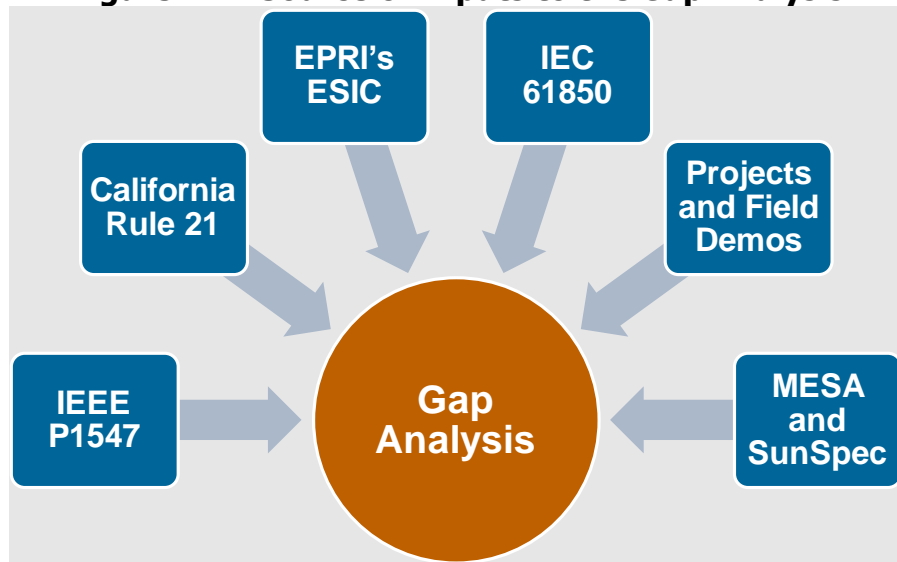 EPRI's
ESIC
IEC
61850
California
Rule 21
Projects
and Field
Demos
IEEE
P1547
Gap
Analysis
MESA
and
SunSpec